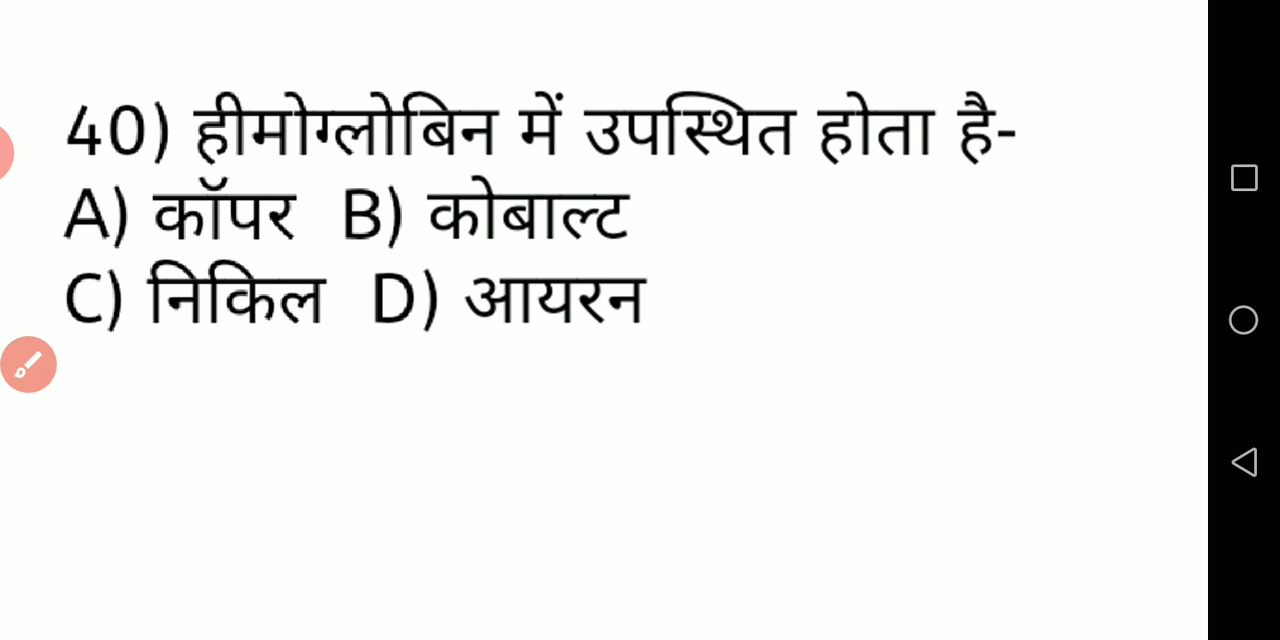 40) हीमोग्लोबिन में उपस्थित होता है-
A) कॉपर B) कोबाल्ट
C) निकिल D) आयरन